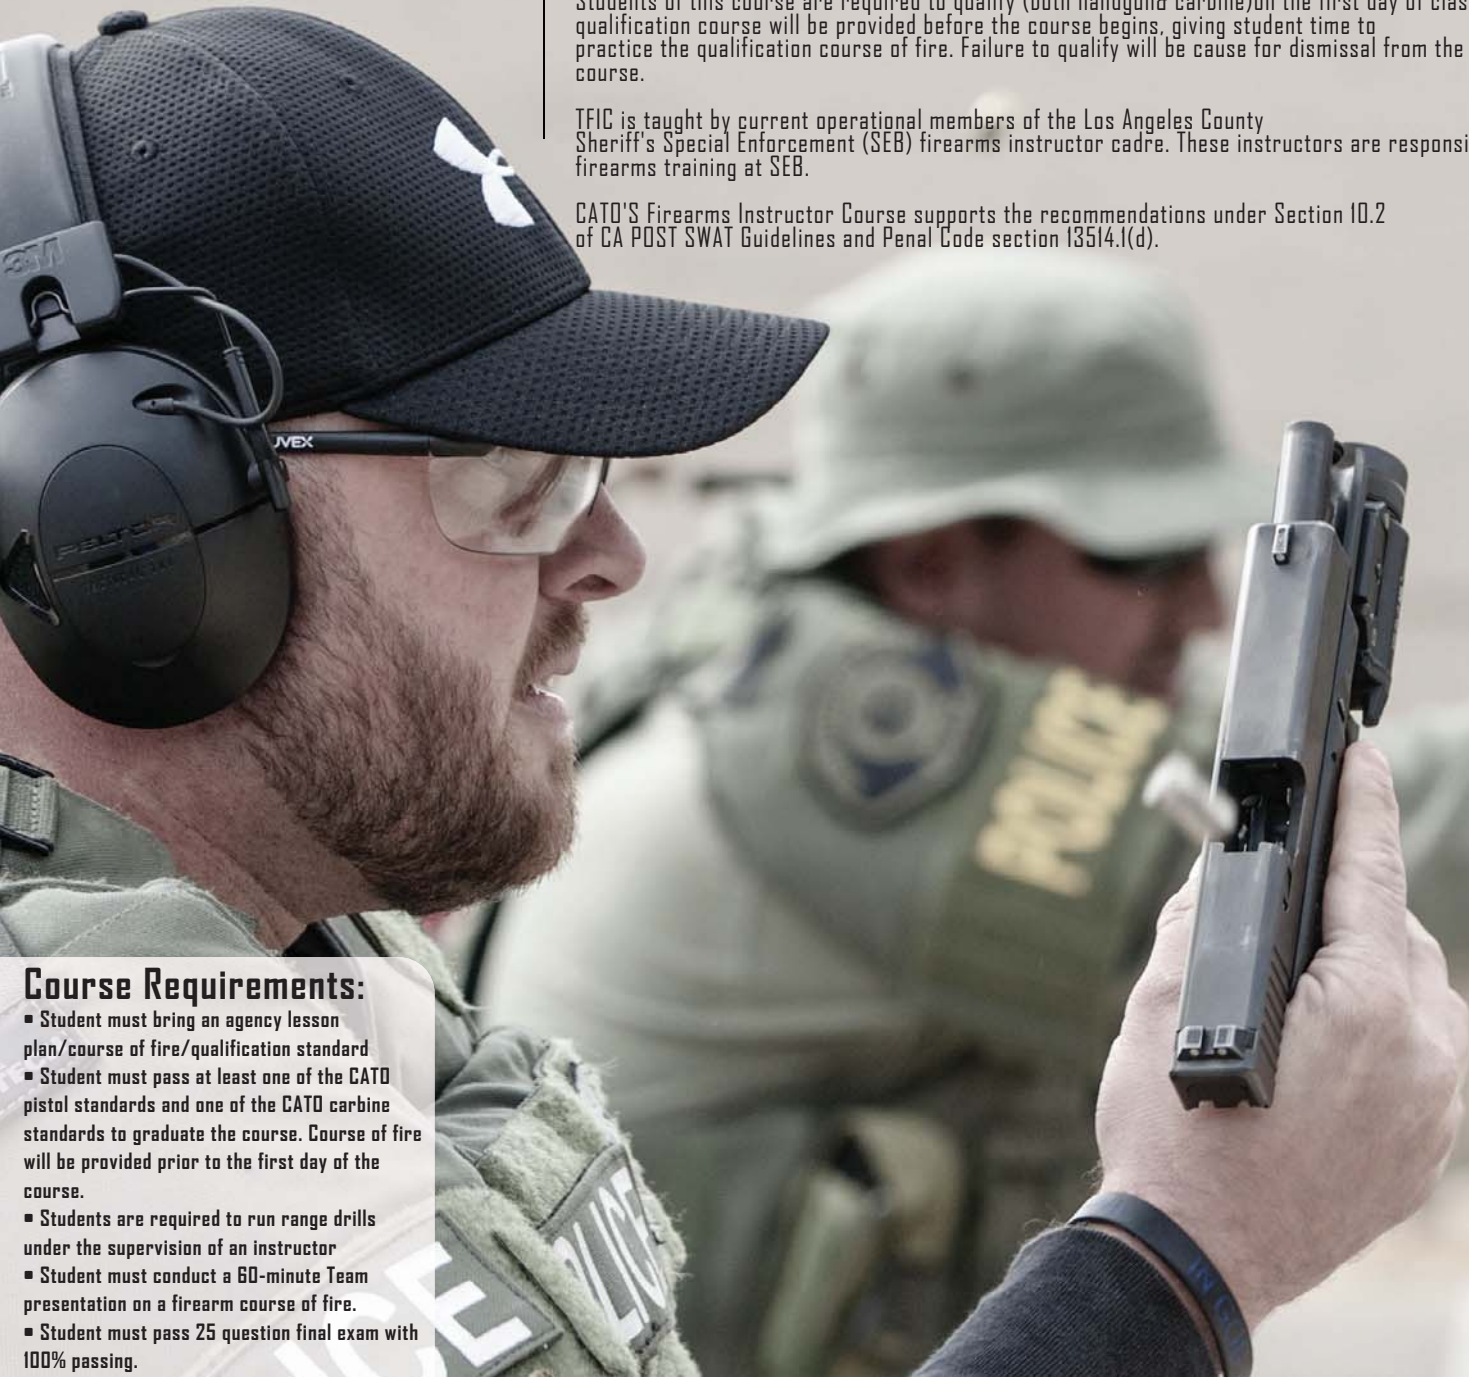 Students of this course are required to qualify (both handgun& carbine)on the first day of clas
qualification course will be provided before the course begins, giving student time to
practice the qualification course of fire. Failure to qualify will be cause for dismissal from the
course.
TFIC is taught by current operational members of the Los Angeles County
Sheriff's Special Enforcement (SEB) firearms instructor cadre. These instructors are responsi
firearms training at SEB.
CATO'S Firearms Instructor Course supports the recommendations under Section 10.2
of CA POST SWAT Guidelines and Penal Code section 13514.1(d).
3M
UVEX
PELTOR
POLICE
Course Requirements:
▪ Student must bring an agency lesson
plan/course of fire/qualification standard
▪ Student must pass at least one of the CATO
pistol standards and one of the CATO carbine
standards to graduate the course. Course of fire
will be provided prior to the first day of the
course.
▪ Students are required to run range drills
under the supervision of an instructor
▪ Student must conduct a 60-minute Team
presentation on a firearm course of fire.
▪ Student must pass 25 question final exam with
100% passing.
ICE
LICE